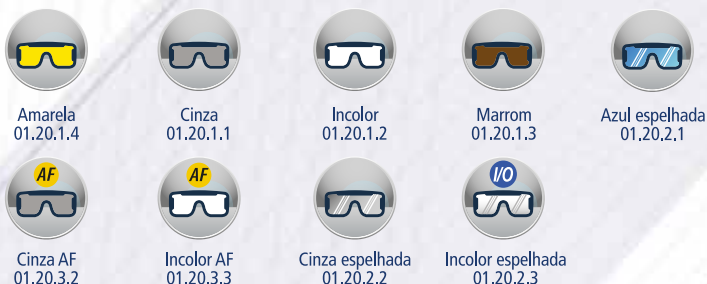 Amarela
01.20.1.4
Cinza
01.20.1.1
Incolor
01.20.1.2
Marrom
01.20.1.3
Azul espelhada
01.20.2.1
AF
Cinza AF
01.20.3.2
AF
Incolor AF
01.20.3.3
Cinza espelhada
01.20.2.2
I/O
Incolor espelhada
01.20.2.3